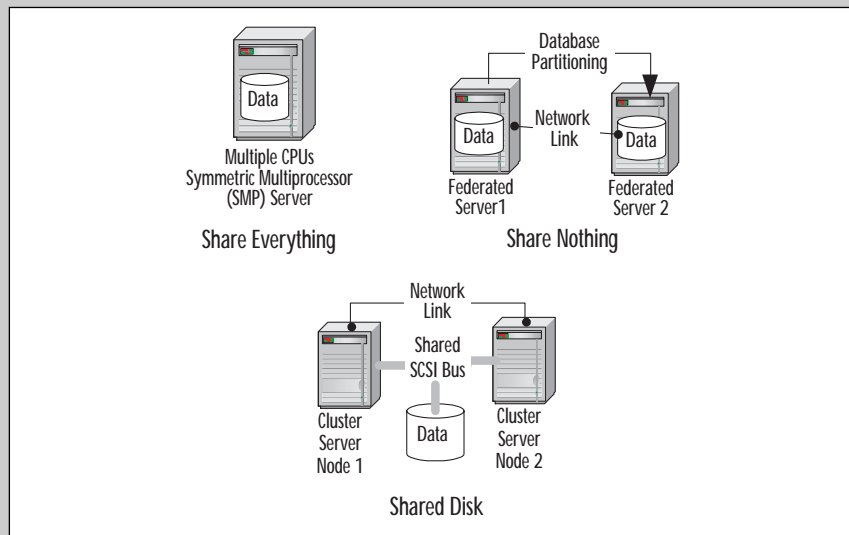 Data
Multiple CPUs
Symmetric Multiprocessor
(SMP) Server
Share Everything
Database
Partitioning
Data
Network
Link
Data
Federated
Server1
Federated
Server 2
Share Nothing
Network
Link
Shared
SCSI Bus
Cluster
Server
Node 1
Data
Cluster
Server
Node 2
Shared Disk